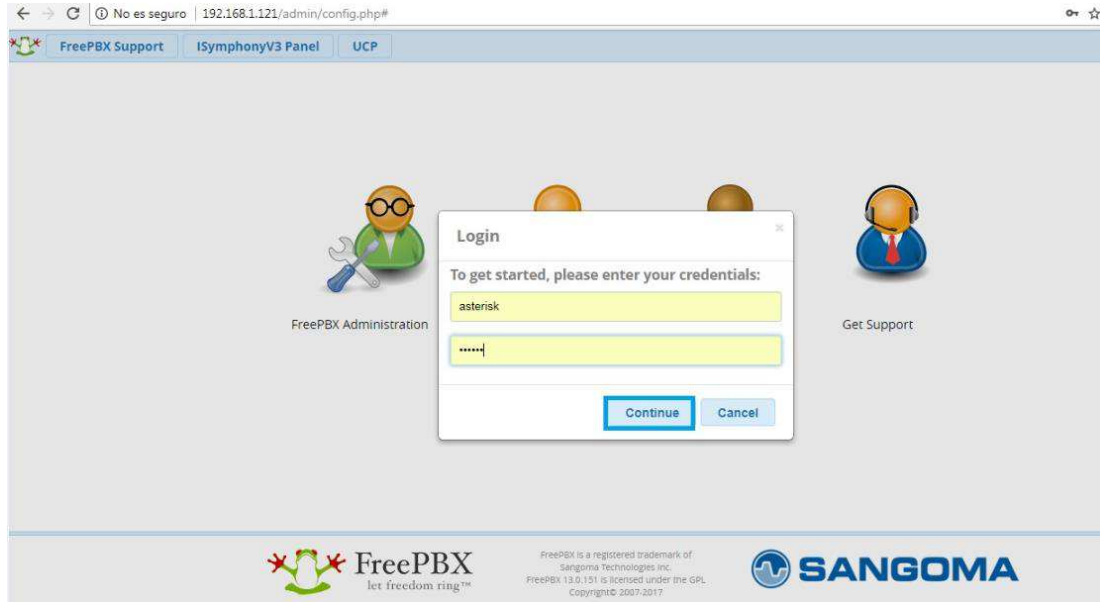 No es seguro | 192.168.1.121/admin/config.php#
FreePBX Support ISymphonyV3 Panel UCP
Login
To get started, please enter your credentials:
asterisk
••••••
Continue Cancel
FreePBX Administration Get Support
FreePBX
let freedom ring™
FreePBX is a registered trademark of
Sangoma Technologies Inc.
FreePBX 13.0.151 is licensed under the GPL
Copyright© 2007-2017
SANGOMA